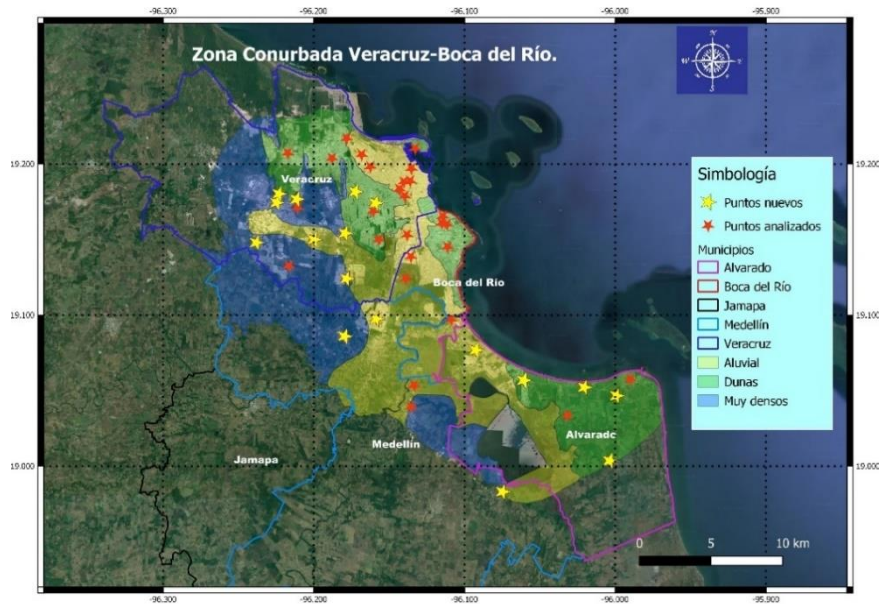 -96.300 -96.200 -96.100 -96.000 -95.900
Zona Conurbada Veracruz-Boca del Río.
19.200 19.200
Veracruz
Simbología
Puntos nuevos
Puntos analizados
Municipios
Alvarado
Boca del Río
Jamapa
Medellín
Veracruz
Aluvial
Dunas
Muy densos
Boca del Río
19.100 19.100
Medellín
Alvarado
Jamapa
19.000 19.000
0 5 10 km
-96.300 -96.200 -96.100 -96.000 -95.900